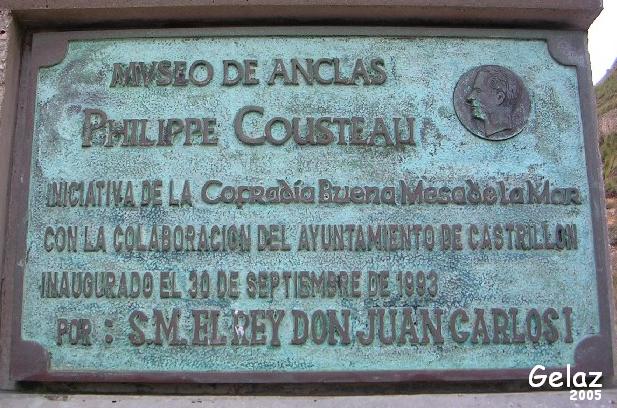 MVSEO DE ANCLAS
PHILIPPE COUSTEAU
INICIATIVA DE LA Cofradía Buena Mesa de la Mar
CON LA COLABORACION DEL AYUNTAMIENTO DE CASTRILLON
INAUGURADO EL 30 DE SEPTIEMBRE DE 1993
POR : S.M. EL REY DON JUAN CARLOS I
Gelaz
2005